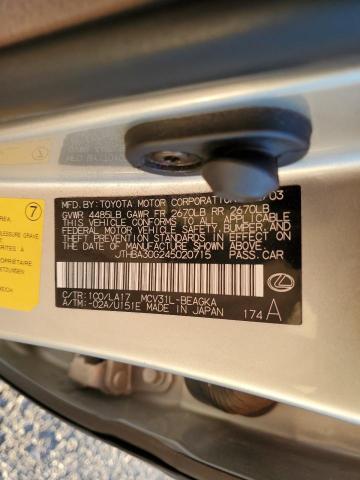 MFD. BY: TOYOTA MOTOR CORPORATION /03
GVWR 4485LB GAWR FR 2670LB RR 2670LB
THIS VEHICLE CONFORMS TO ALL APPLICABLE
FEDERAL MOTOR VEHICLE SAFETY, BUMPER, AND
THEFT PREVENTION STANDARDS IN EFFECT ON
THE DATE OF MANUFACTURE SHOWN ABOVE.
JTHBA30G245020715 PASS. CAR
C/TR: 1C0/LA17 MCV31L-BEAGKA
A/TM: -02A/U151E MADE IN JAPAN 174 A
7
REA.